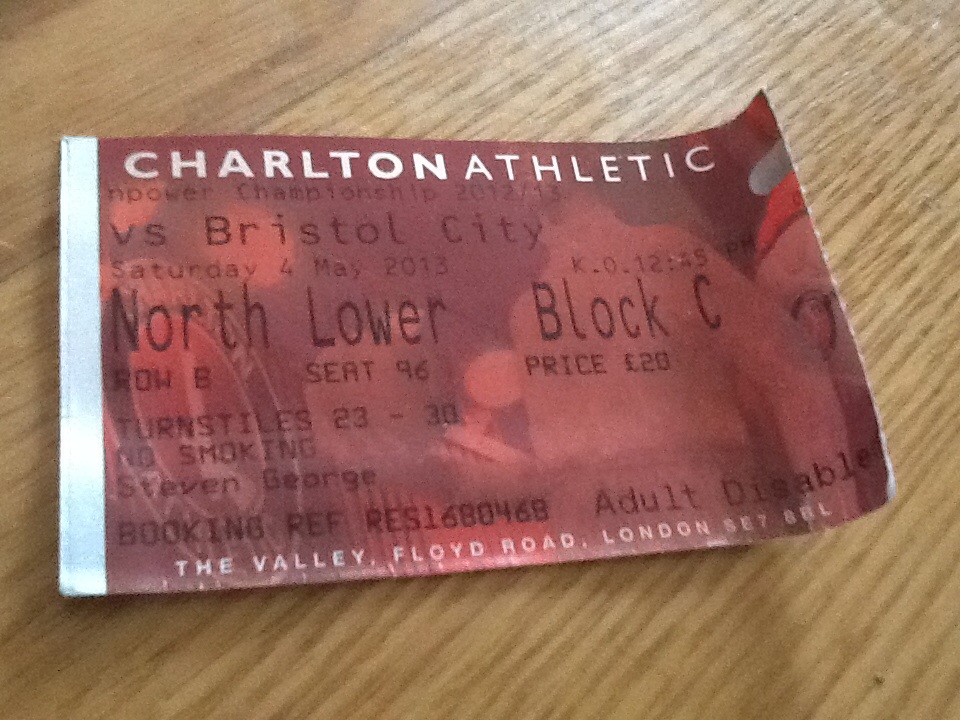 CHARLTON ATHLETIC
npower Championship 2012/13
vs Bristol City
Saturday 4 May 2013 K.O.12:45 PM
North Lower Block C
ROW B SEAT 96 PRICE £20
TURNSTILES 23 - 30
NO SMOKING
Steven George
BOOKING REF RES1680468 Adult Disable
THE VALLEY, FLOYD ROAD, LONDON SE7 8BL